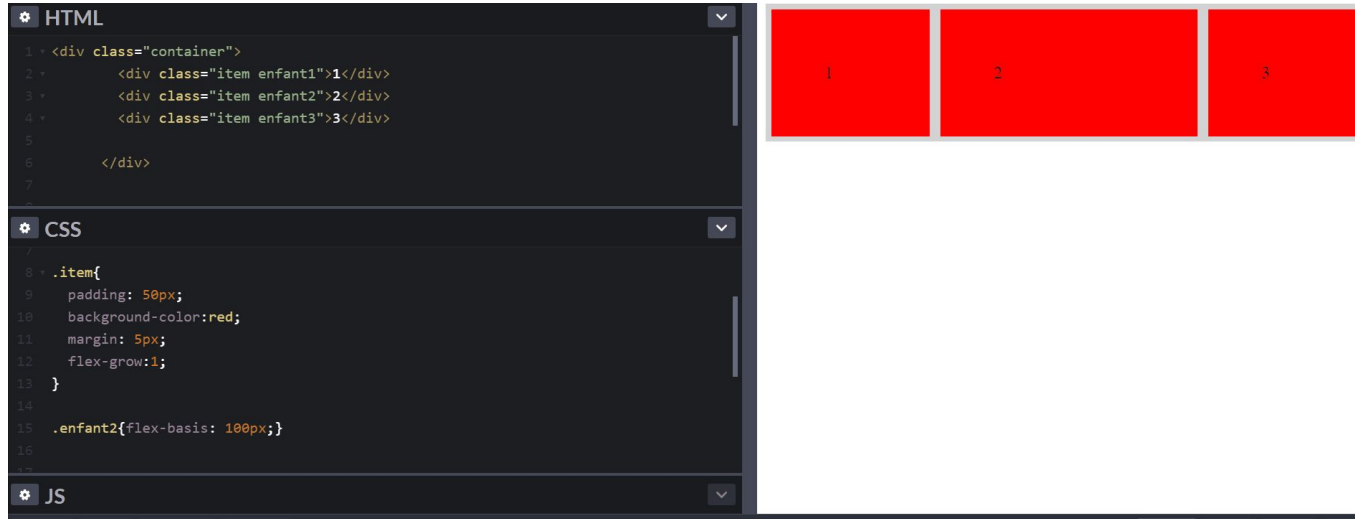 HTML
1 <div class="container">
2 <div class="item enfant1">1</div>
3 <div class="item enfant2">2</div>
4 <div class="item enfant3">3</div>
5
6 </div>
7
CSS
7
8 .item{
9 padding: 50px;
10 background-color:red;
11 margin: 5px;
12 flex-grow:1;
13 }
14
15 .enfant2{flex-basis: 100px;}
16
17
JS
1 2 3